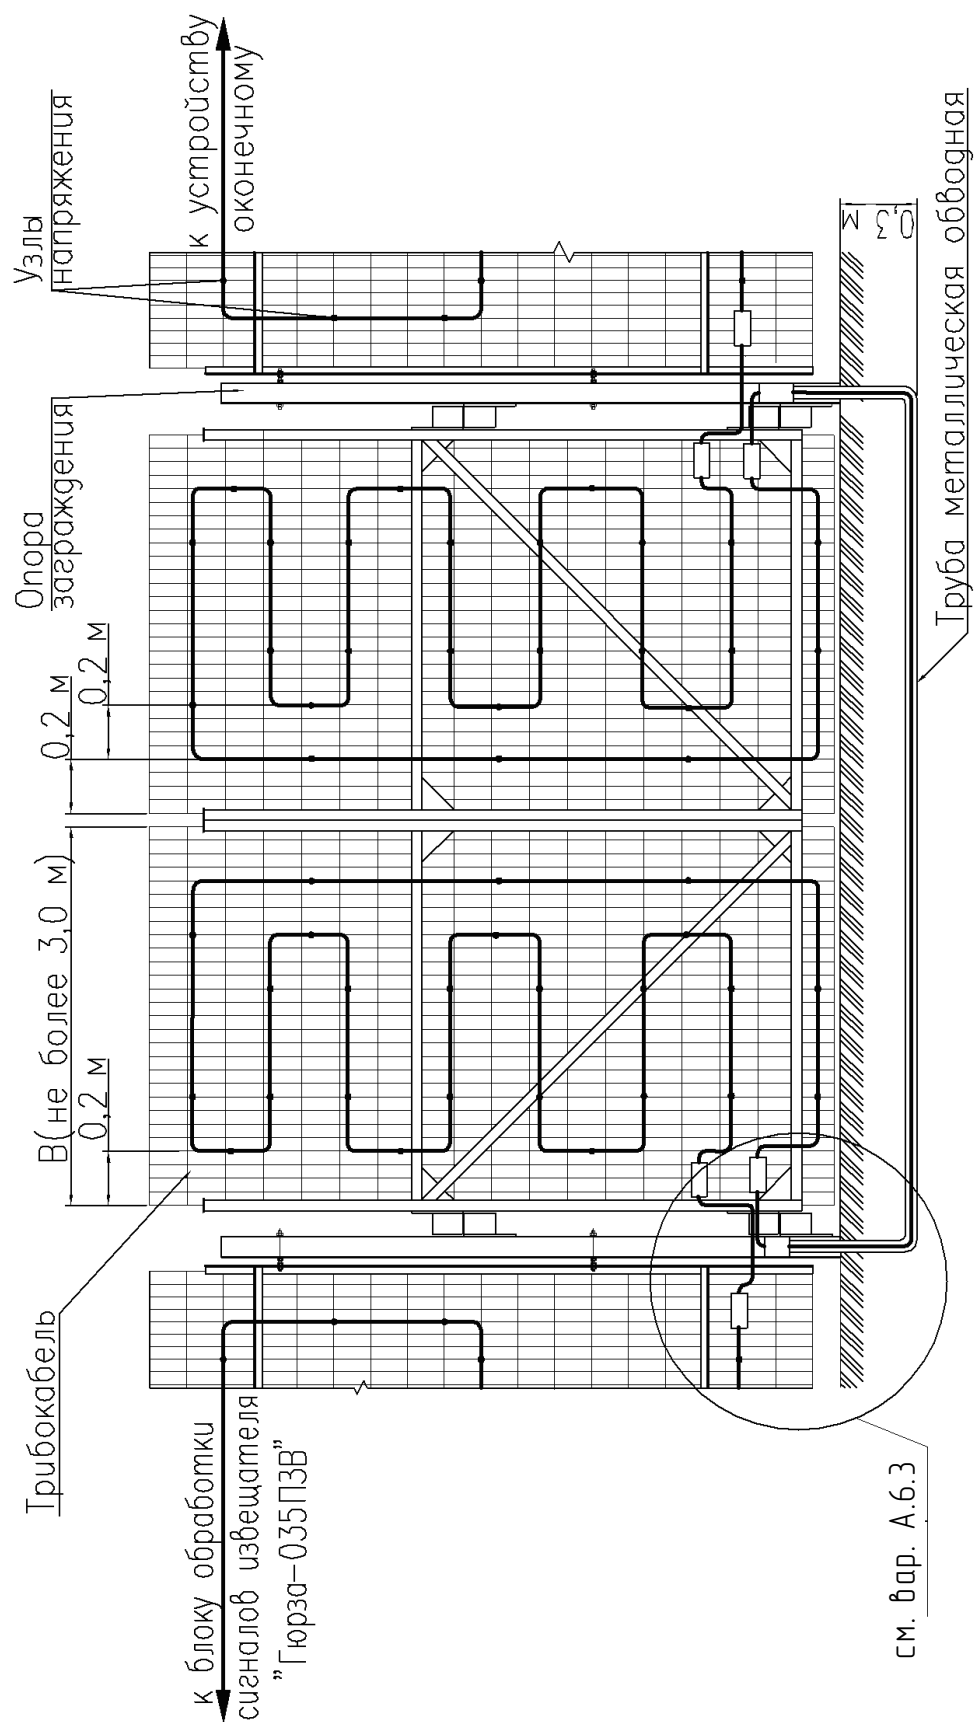 Трибокабель
В(не более 3,0 м)
0,2 м
0,2 м
0,2 м
Опора
заграждения
Узлы
напряжения
к блоку обработки
сигналов извещателя
"Гюрза-035ПЗВ"
к устройству
оконечному
0,3 м
см. вар. А.6.3
Труба металлическая обводная